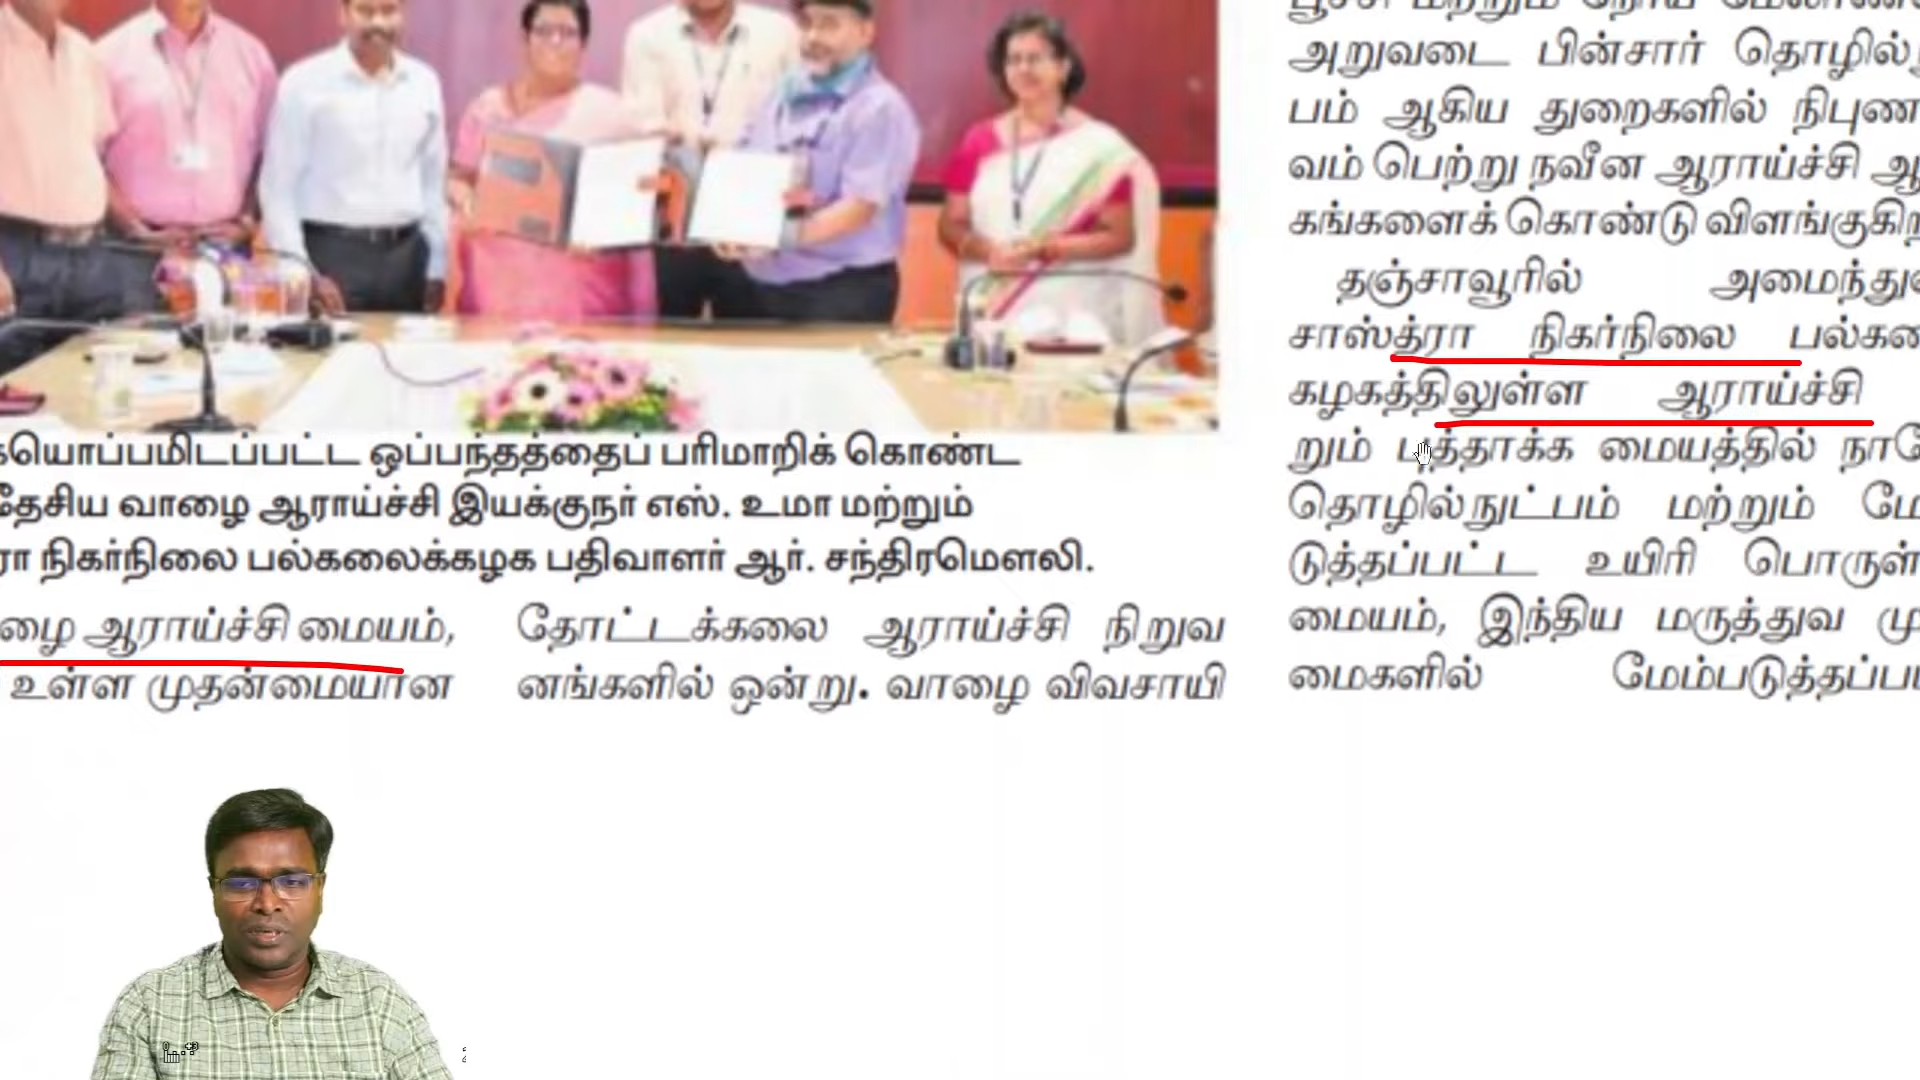 ஒப்பந்தத்தைப் பரிமாறிக் கொண்ட
தேசிய வாழை ஆராய்ச்சி இயக்குநர் எஸ். உமா மற்றும்
நிகர்நிலை பல்கலைக்கழக பதிவாளர் ஆர். சந்திரமௌலி.
ஆராய்ச்சி மையம்,
உள்ள முதன்மையான
தோட்டக்கலை ஆராய்ச்சி நிறுவ
னங்களில் ஒன்று. வாழை விவசாயி
அறுவடை பின்சார் தொழில்நு
பம் ஆகிய துறைகளில் நிபுண
வம் பெற்று நவீன ஆராய்ச்சி ஆ
கங்களைக் கொண்டு விளங்குகிற
தஞ்சாவூரில் அமைந்து
சாஸ்த்ரா நிகர்நிலை பல்கலை
கழகத்திலுள்ள ஆராய்ச்சி
றும் புத்தாக்க மையத்தில் நா
தொழில்நுட்பம் மற்றும் மே
டுத்தப்பட்ட உயிரி பொருள்
மையம், இந்திய மருத்துவ மு
மைகளில் மேம்படுத்தப்ப